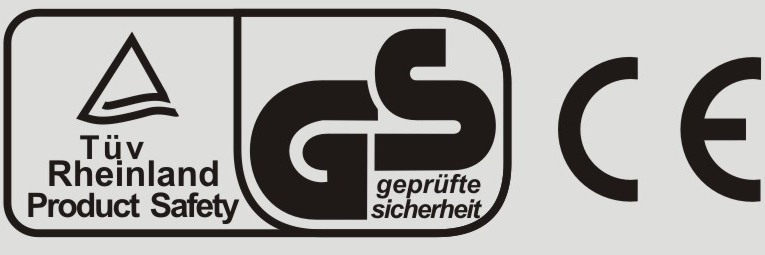 Tüv
Rheinland
Product Safety
GS
geprüfte
sicherheit
CE